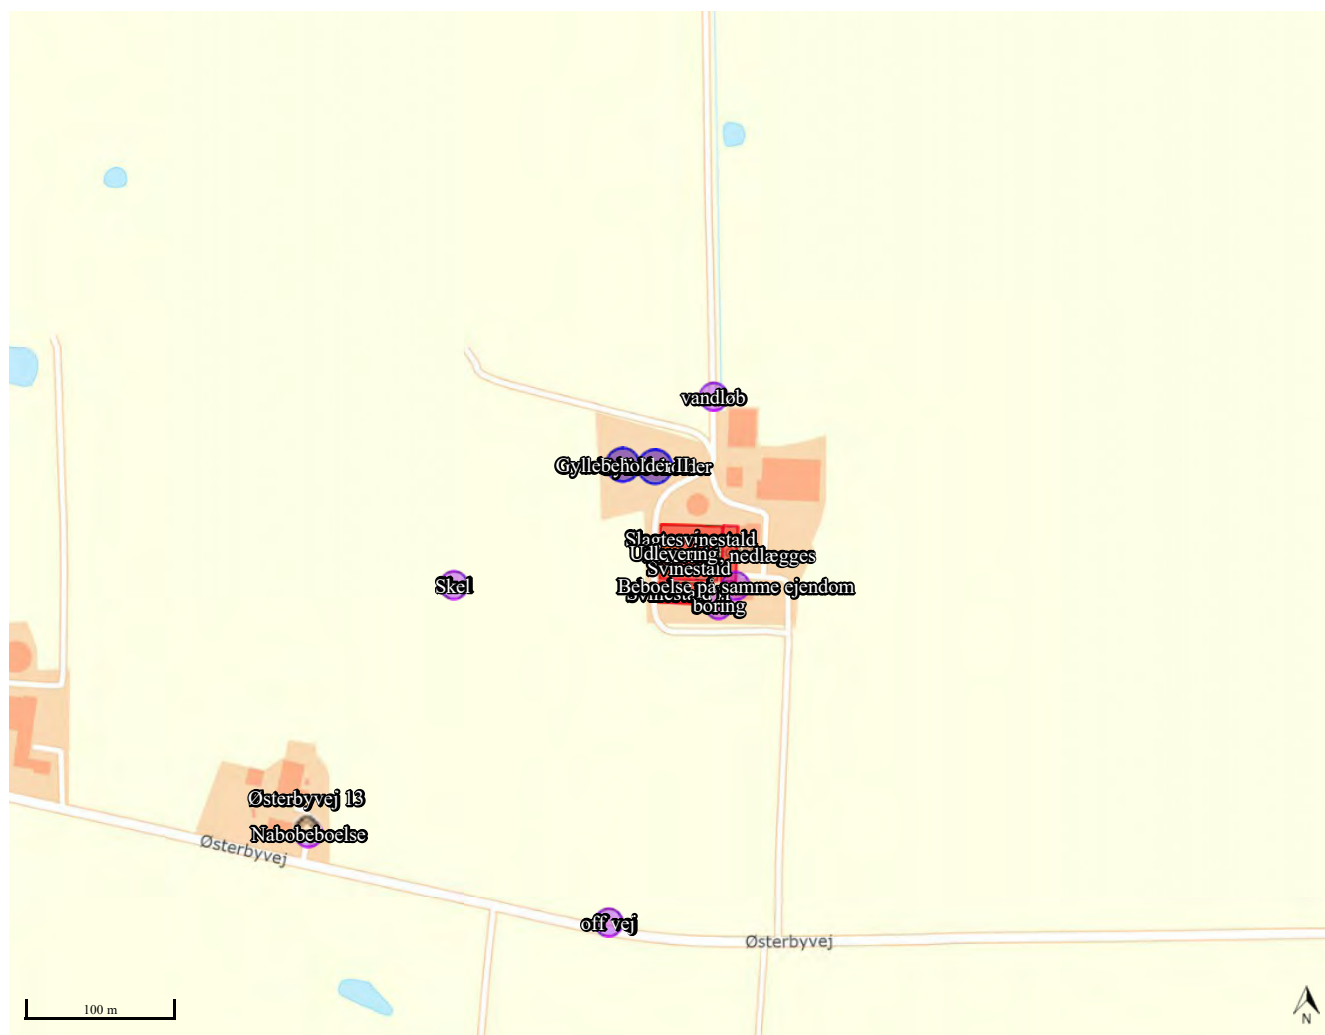 vandløb
Gyllebeholder II
Slagtesvinestald
Udlevering
nedlægges
Svinestald
Beboelse på samme ejendom
boring
Skel
Østerbyvej 13
Nabobeboelse
Østerbyvej
off vej
Østerbyvej
100 m
N